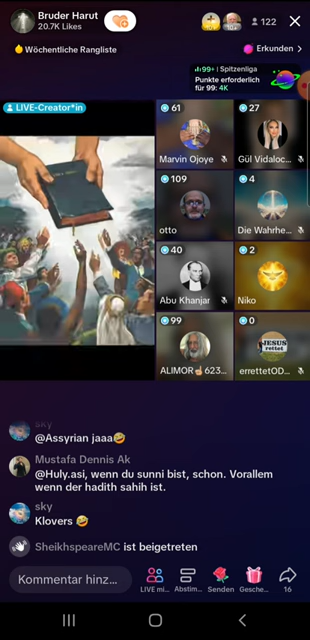 Bruder Harut
20.7K Likes
122
Wöchentliche Rangliste
Erkunden
99+ | Spitzenliga
Punkte erforderlich
für 99: 4K
LIVE-Creator*in
61
Marvin Ojoye
27
Gül Vidaloc...
109
otto
4
Die Wahrhe...
40
Abu Khanjar
2
Niko
99
ALIMOR☝️623...
JESUS
rettet
0
errettetOD...
sky
@Assyrian jaaa🤣
Mustafa Dennis Ak
@Huly.asi, wenn du sunni bist, schon. Vorallem
wenn der hadith sahih ist.
sky
Klovers 🤣
SheikhspeareMC ist beigetreten
Kommentar hinz...
LIVE mi...
Abstim...
Senden
Gesche...
16